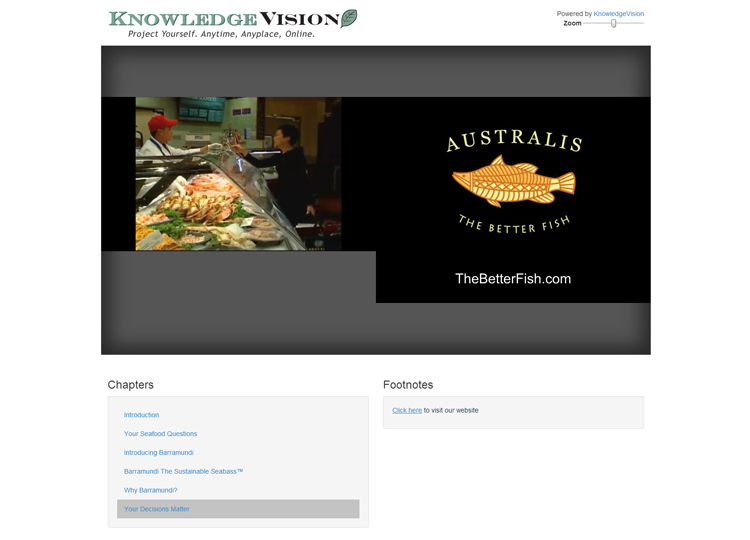 KNOWLEDGEVISION
Project Yourself. Anytime, Anyplace, Online.
Powered by KnowledgeVision
Zoom
AUSTRALIS
THE BETTER FISH
TheBetterFish.com
Chapters
Introduction
Your Seafood Questions
Introducing Barramundi
Barramundi The Sustainable Seabass™
Why Barramundi?
Your Decisions Matter
Footnotes
Click here to visit our website